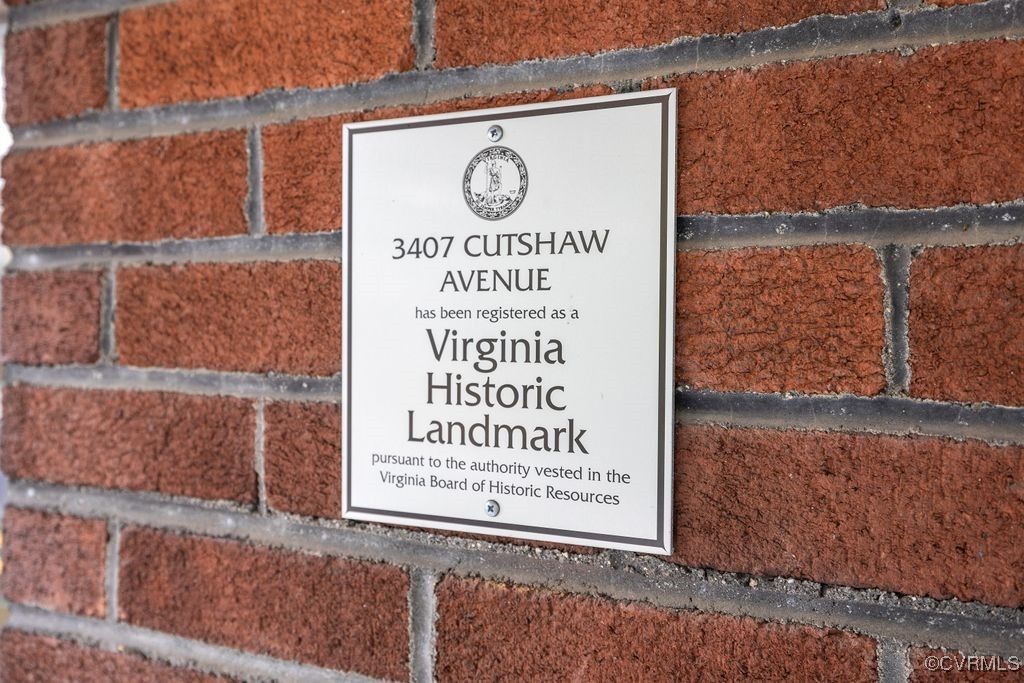 VIRGINIA
3407 CUTSHAW
AVENUE
has been registered as a
Virginia
Historic
Landmark
pursuant to the authority vested in the
Virginia Board of Historic Resources
©CVRMLS